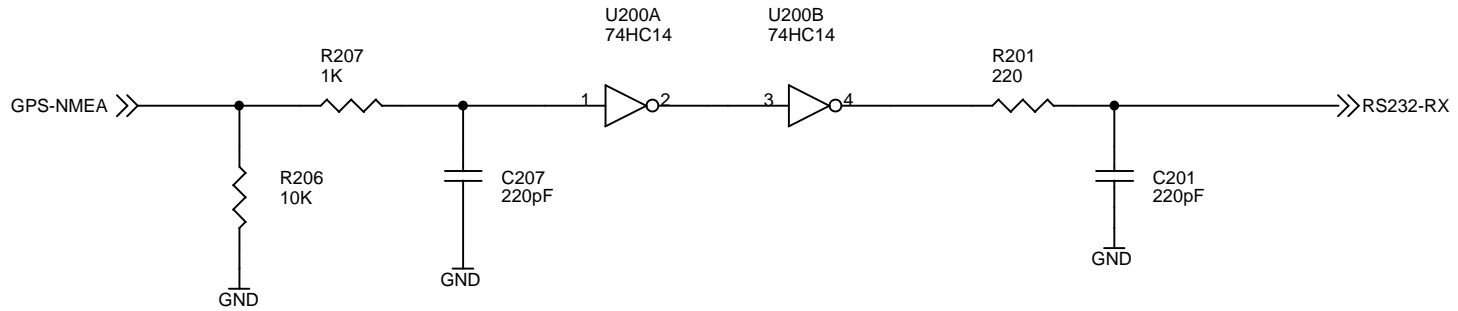 U200A
74HC14
U200B
74HC14
R207
1K
R201
220
GPS-NMEA
1
2
3
4
RS232-RX
R206
10K
C207
220pF
C201
220pF
GND
GND
GND